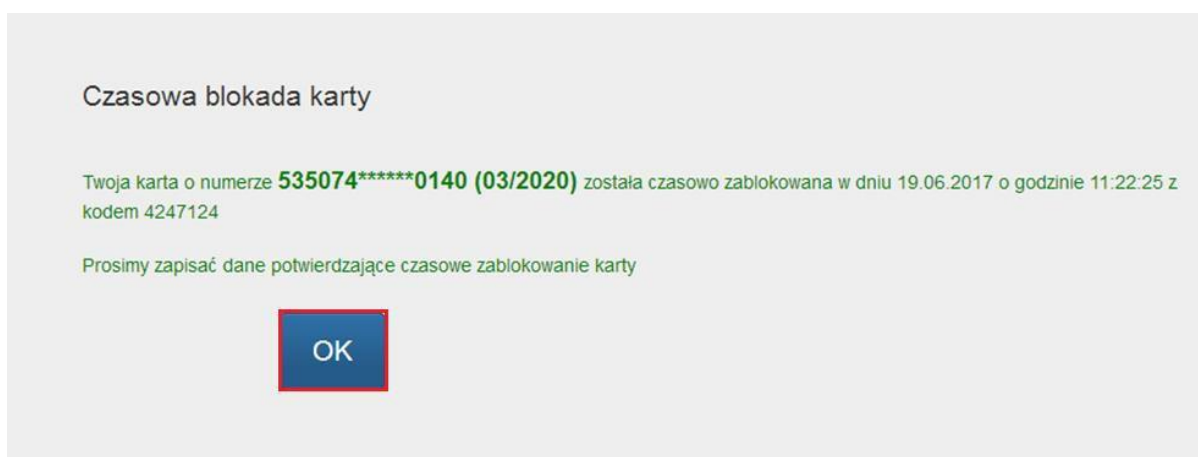 Czasowa blokada karty
Twoja karta o numerze 535074******0140 (03/2020) została czasowo zablokowana w dniu 19.06.2017 o godzinie 11:22:25 z
kodem 4247124
Prosimy zapisać dane potwierdzające czasowe zablokowanie karty
OK